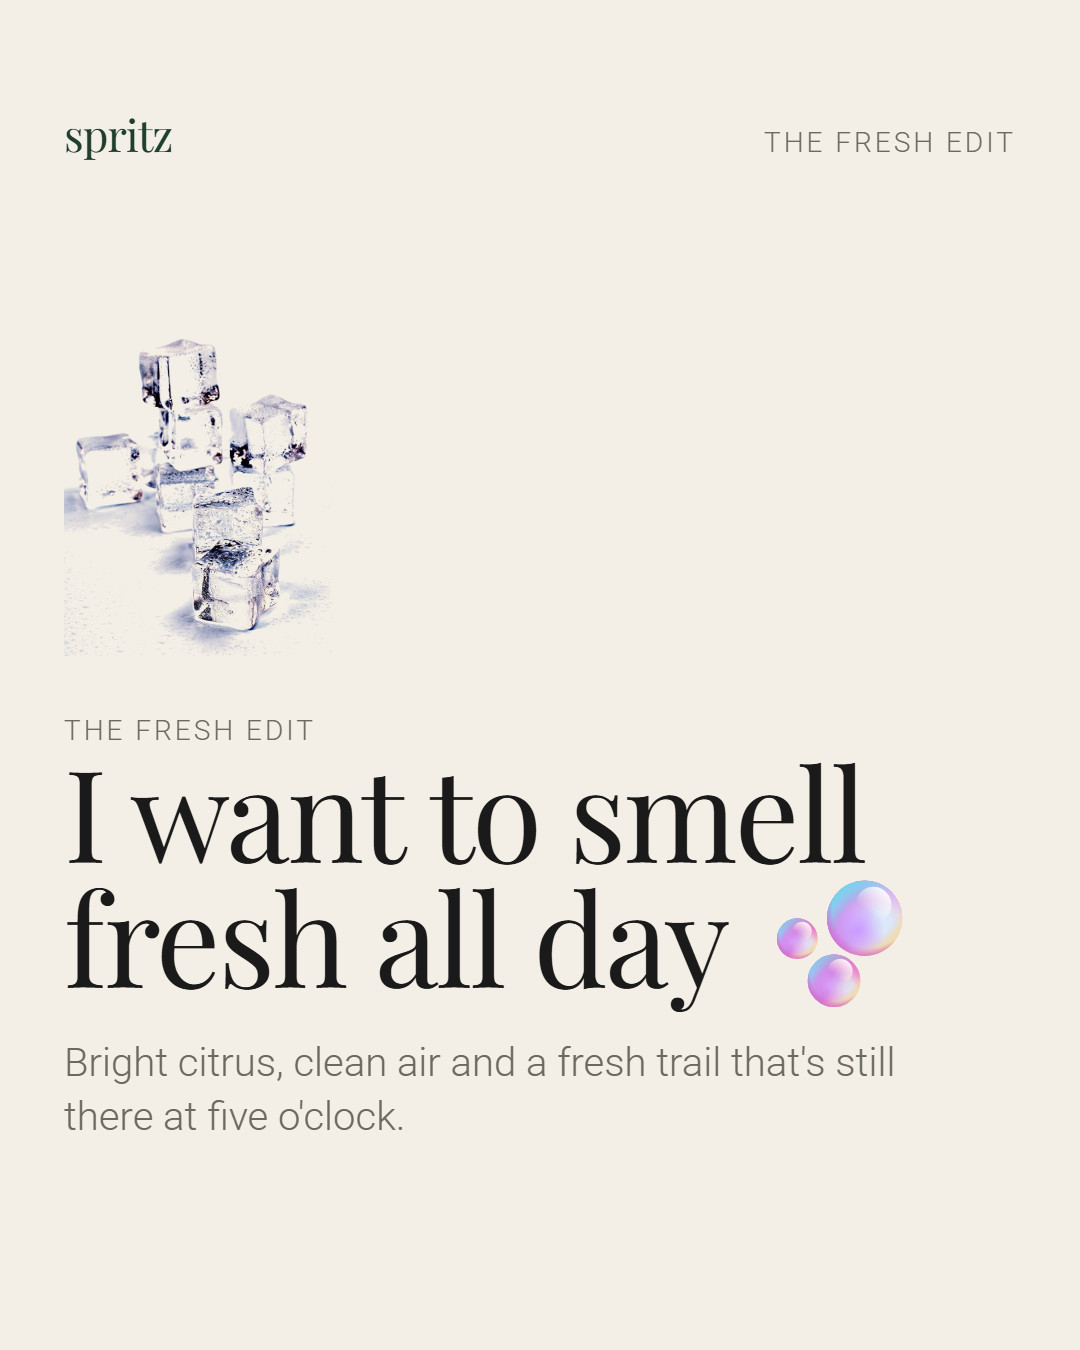 spritz
THE FRESH EDIT
THE FRESH EDIT
I want to smell
fresh all day
Bright citrus, clean air and a fresh trail that's still
there at five o'clock.